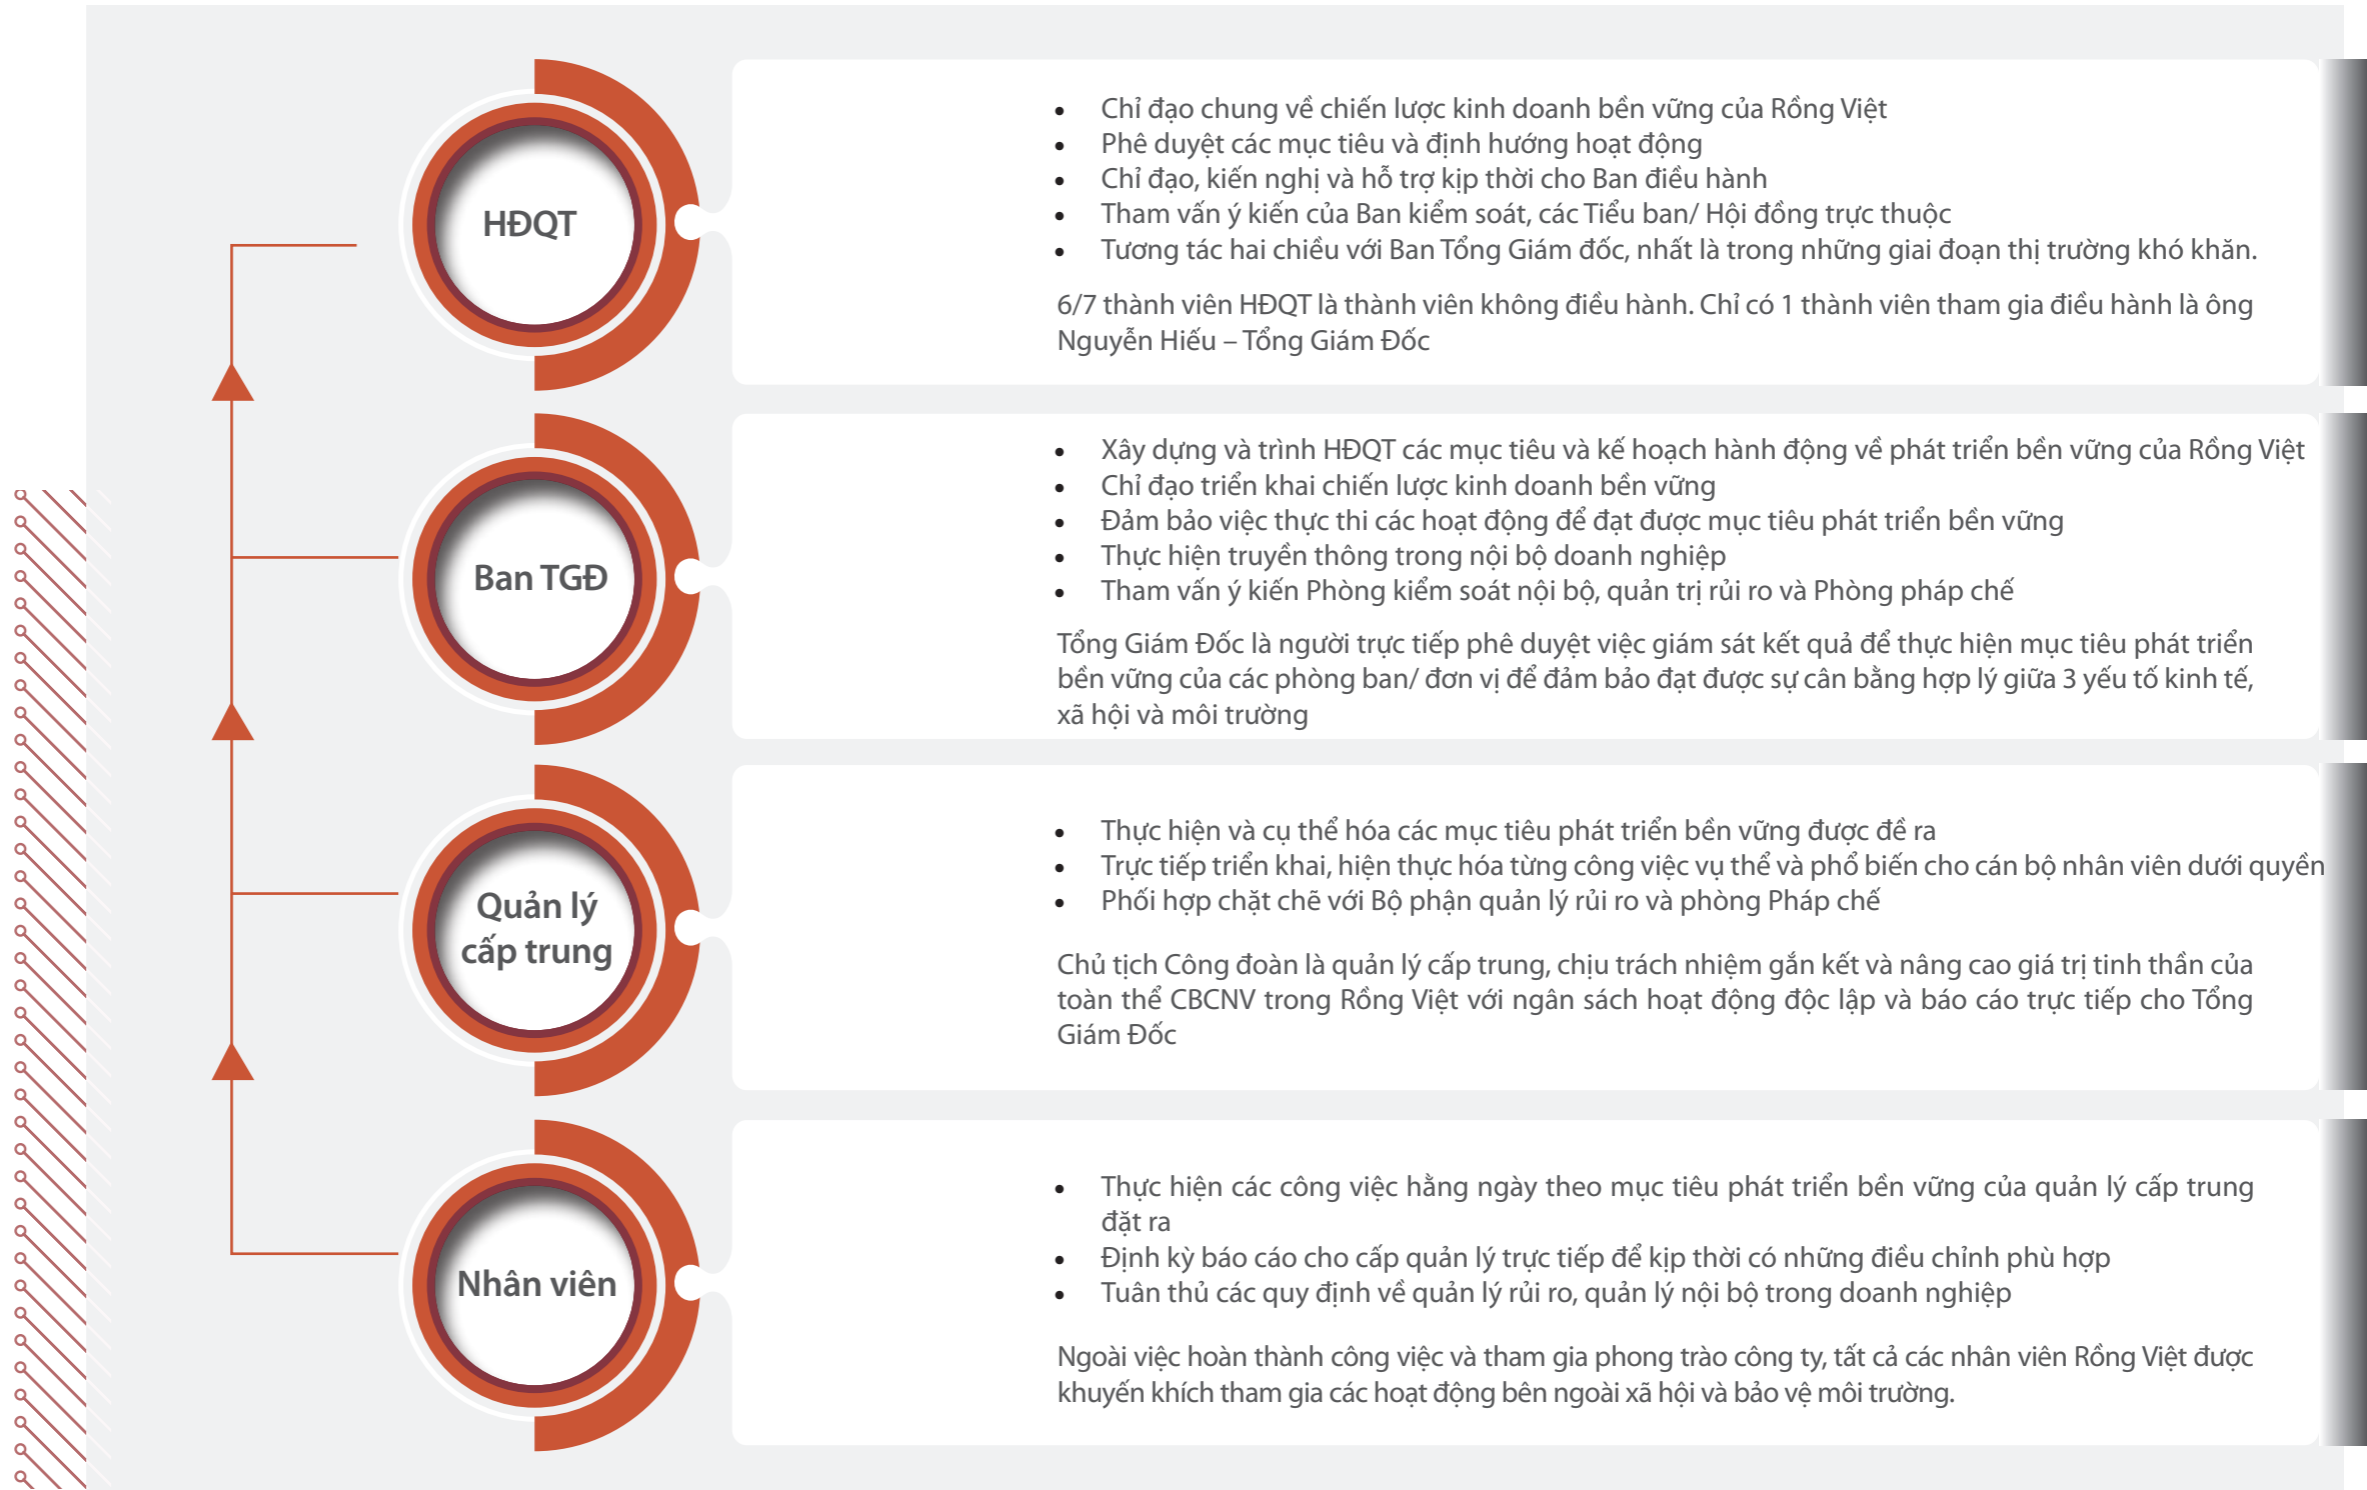 HĐQT
• Chỉ đạo chung về chiến lược kinh doanh bền vững của Rồng Việt
• Phê duyệt các mục tiêu và định hướng hoạt động
• Chỉ đạo, kiến nghị và hỗ trợ kịp thời cho Ban điều hành
• Tham vấn ý kiến của Ban kiểm soát, các Tiểu ban/ Hội đồng trực thuộc
• Tương tác hai chiều với Ban Tổng Giám đốc, nhất là trong những giai đoạn thị trường khó khăn.
6/7 thành viên HĐQT là thành viên không điều hành. Chỉ có 1 thành viên tham gia điều hành là ông
Nguyễn Hiếu – Tổng Giám Đốc
Ban TGĐ
• Xây dựng và trình HĐQT các mục tiêu và kế hoạch hành động về phát triển bền vững của Rồng Việt
• Chỉ đạo triển khai chiến lược kinh doanh bền vững
• Đảm bảo việc thực thi các hoạt động để đạt được mục tiêu phát triển bền vững
• Thực hiện truyền thông trong nội bộ doanh nghiệp
• Tham vấn ý kiến Phòng kiểm soát nội bộ, quản trị rủi ro và Phòng pháp chế
Tổng Giám Đốc là người trực tiếp phê duyệt việc giám sát kết quả để thực hiện mục tiêu phát triển
bền vững của các phòng ban/ đơn vị để đảm bảo đạt được sự cân bằng hợp lý giữa 3 yếu tố kinh tế,
xã hội và môi trường
Quản lý
cấp trung
• Thực hiện và cụ thể hóa các mục tiêu phát triển bền vững được đề ra
• Trực tiếp triển khai, hiện thực hóa từng công việc vụ thể và phổ biến cho cán bộ nhân viên dưới quyền
• Phối hợp chặt chẽ với Bộ phận quản lý rủi ro và phòng Pháp chế
Chủ tịch Công đoàn là quản lý cấp trung, chịu trách nhiệm gắn kết và nâng cao giá trị tinh thần của
toàn thể CBCNV trong Rồng Việt với ngân sách hoạt động độc lập và báo cáo trực tiếp cho Tổng
Giám Đốc
Nhân viên
• Thực hiện các công việc hằng ngày theo mục tiêu phát triển bền vững của quản lý cấp trung
đặt ra
• Định kỳ báo cáo cho cấp quản lý trực tiếp để kịp thời có những điều chỉnh phù hợp
• Tuân thủ các quy định về quản lý rủi ro, quản lý nội bộ trong doanh nghiệp
Ngoài việc hoàn thành công việc và tham gia phong trào công ty, tất cả các nhân viên Rồng Việt được
khuyến khích tham gia các hoạt động bên ngoài xã hội và bảo vệ môi trường.